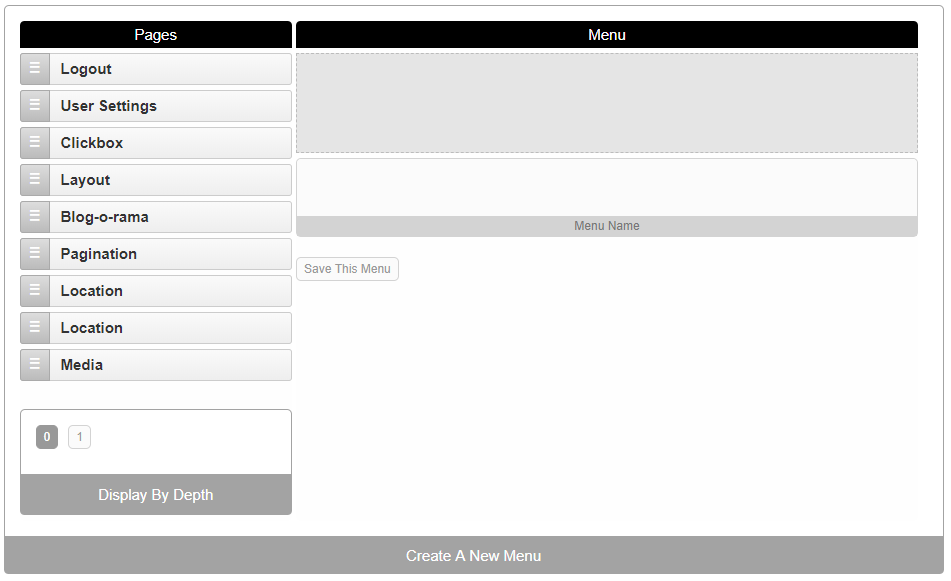 Pages
Menu
Logout
User Settings
Clickbox
Layout
Blog-o-rama
Pagination
Location
Location
Media
Menu Name
Save This Menu
0 1
Display By Depth
Create A New Menu